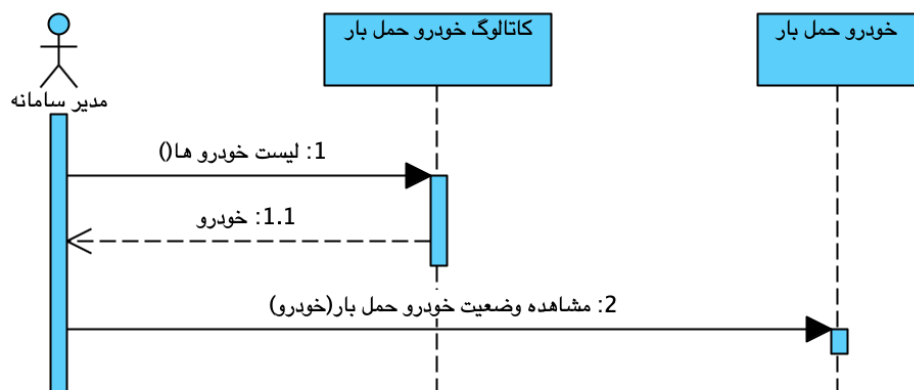 کاتالوگ خودرو حمل بار
خودرو حمل بار
مدیر سامانه
1: لیست خودرو ها()
1.1: خودرو
2: مشاهده وضعیت خودرو حمل بار(خودرو)